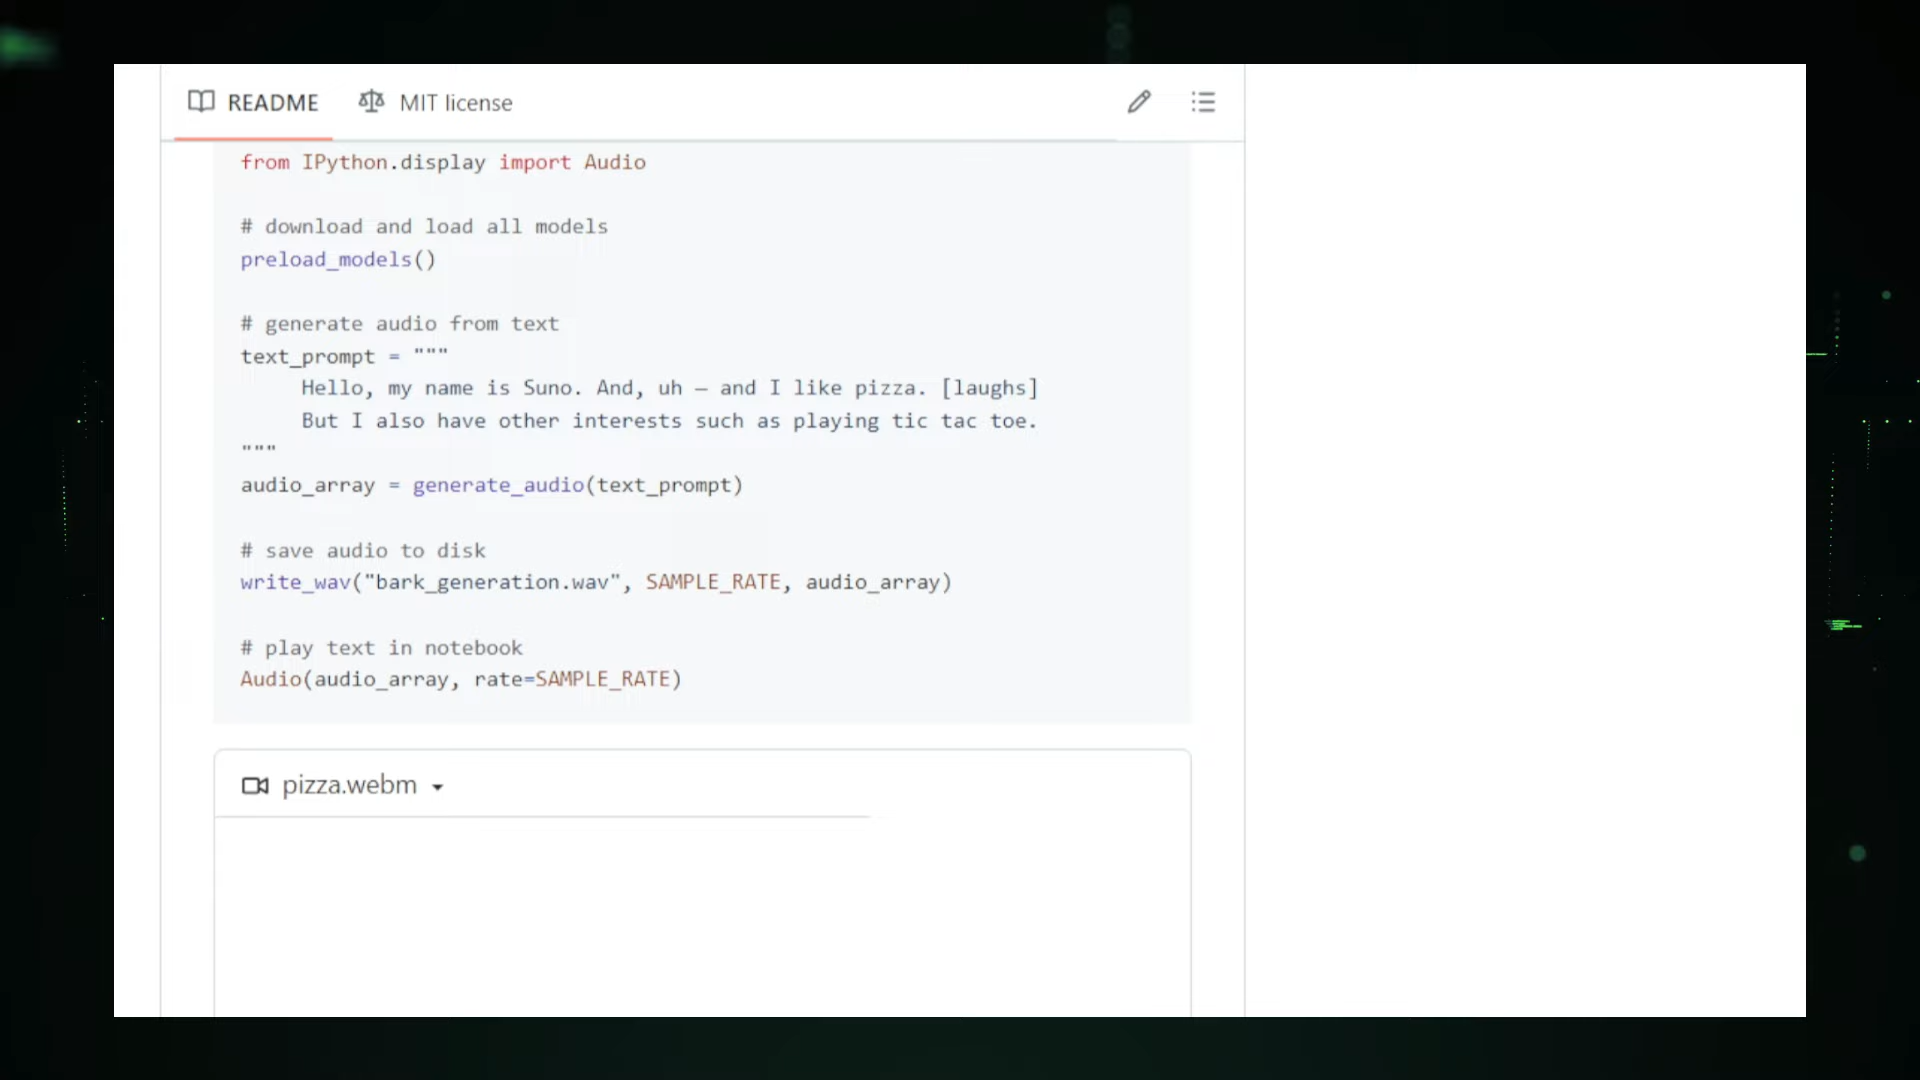 README MIT license
from IPython.display import Audio
# download and load all models
preload_models()
# generate audio from text
text_prompt = """
Hello, my name is Suno. And, uh — and I like pizza. [laughs]
But I also have other interests such as playing tic tac toe.
"""
audio_array = generate_audio(text_prompt)
# save audio to disk
write_wav("bark_generation.wav", SAMPLE_RATE, audio_array)
# play text in notebook
Audio(audio_array, rate=SAMPLE_RATE)
pizza.webm